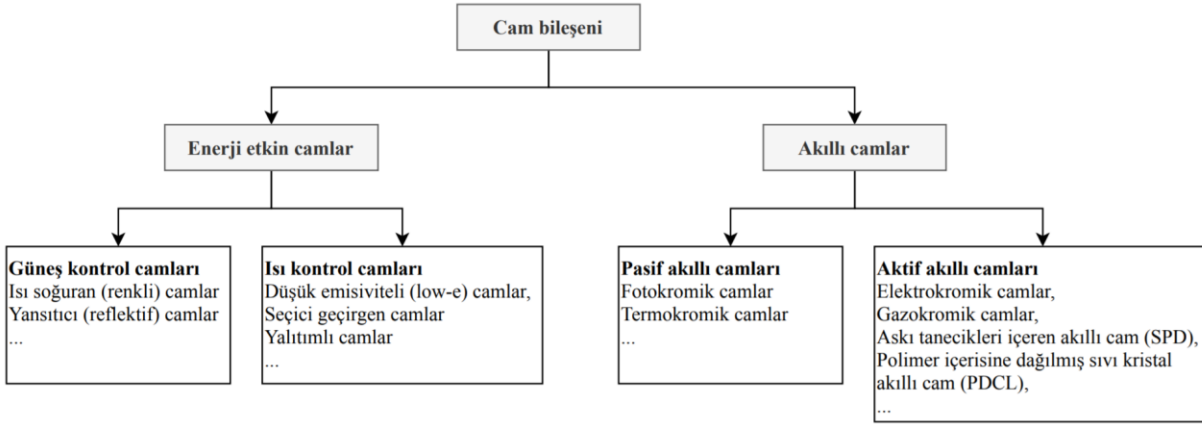 Cam bileşeni
Enerji etkin camlar
Akıllı camlar
Güneş kontrol camları
Isı soğuran (renkli) camlar
Yansıtıcı (reflektif) camlar
...
Isı kontrol camları
Düşük emisiviteli (low-e) camlar,
Seçici geçirgen camlar
Yalıtımlı camlar
...
Pasif akıllı camları
Fotokromik camlar
Termokromik camlar
...
Aktif akıllı camları
Elektrokromik camlar,
Gazokromik camlar,
Askı tanecikleri içeren akıllı cam (SPD),
Polimer içerisine dağılmış sıvı kristal
akıllı cam (PDCL),
...